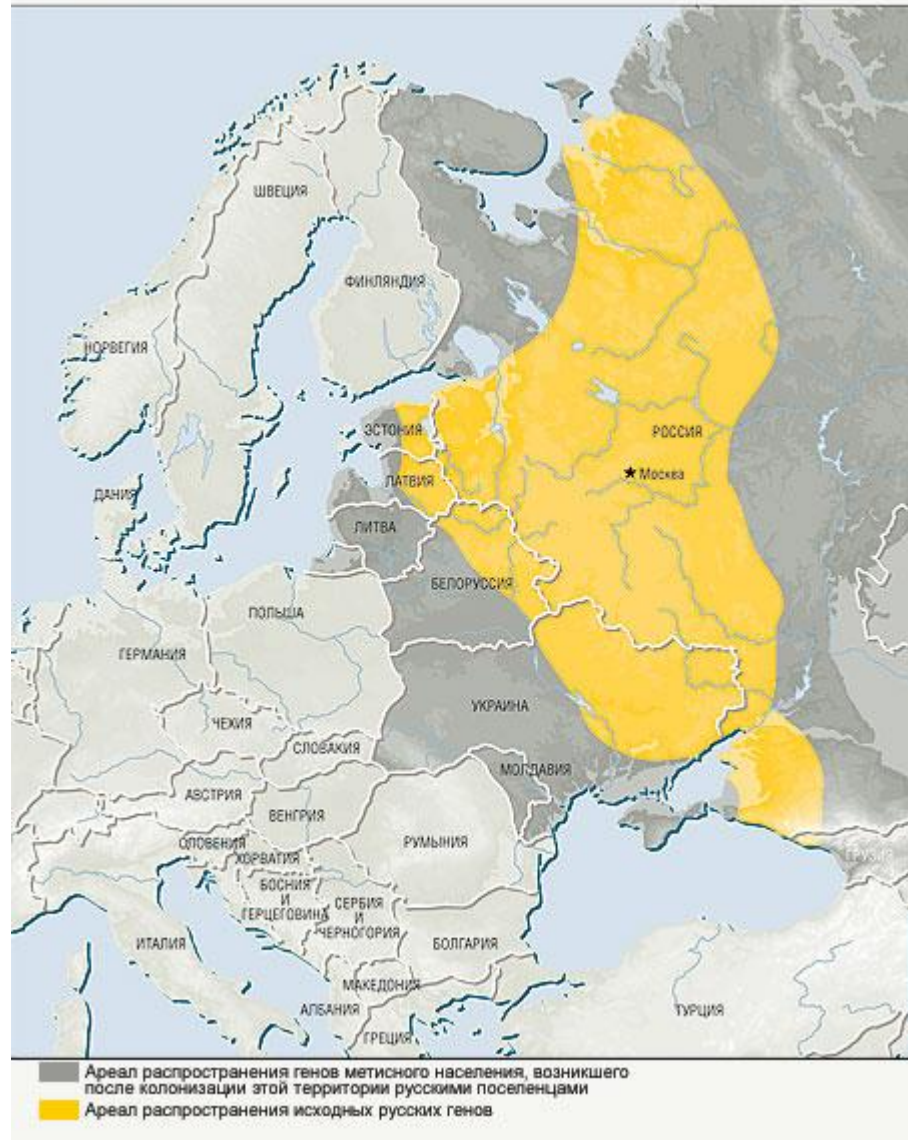 ШВЕЦИЯ
ФИНЛЯНДИЯ
НОРВЕГИЯ
ЭСТОНИЯ
РОССИЯ
Москва
ЛАТВИЯ
ДАНИЯ
ЛИТВА
БЕЛОРУССИЯ
ПОЛЬША
ГЕРМАНИЯ
УКРАИНА
ЧЕХИЯ
СЛОВАКИЯ
МОЛДАВИЯ
АВСТРИЯ
ВЕНГРИЯ
РУМЫНИЯ
СЛОВЕНИЯ
ХОРВАТИЯ
ГРУЗИЯ
БОСНИЯ
И
ГЕРЦЕГОВИНА
СЕРБИЯ
И
ЧЕРНОГОРИЯ
ИТАЛИЯ
БОЛГАРИЯ
МАКЕДОНИЯ
АЛБАНИЯ
ТУРЦИЯ
ГРЕЦИЯ
Ареал распространения генов метисного населения, возникшего
после колонизации этой территории русскими поселенцами
Ареал распространения исходных русских генов